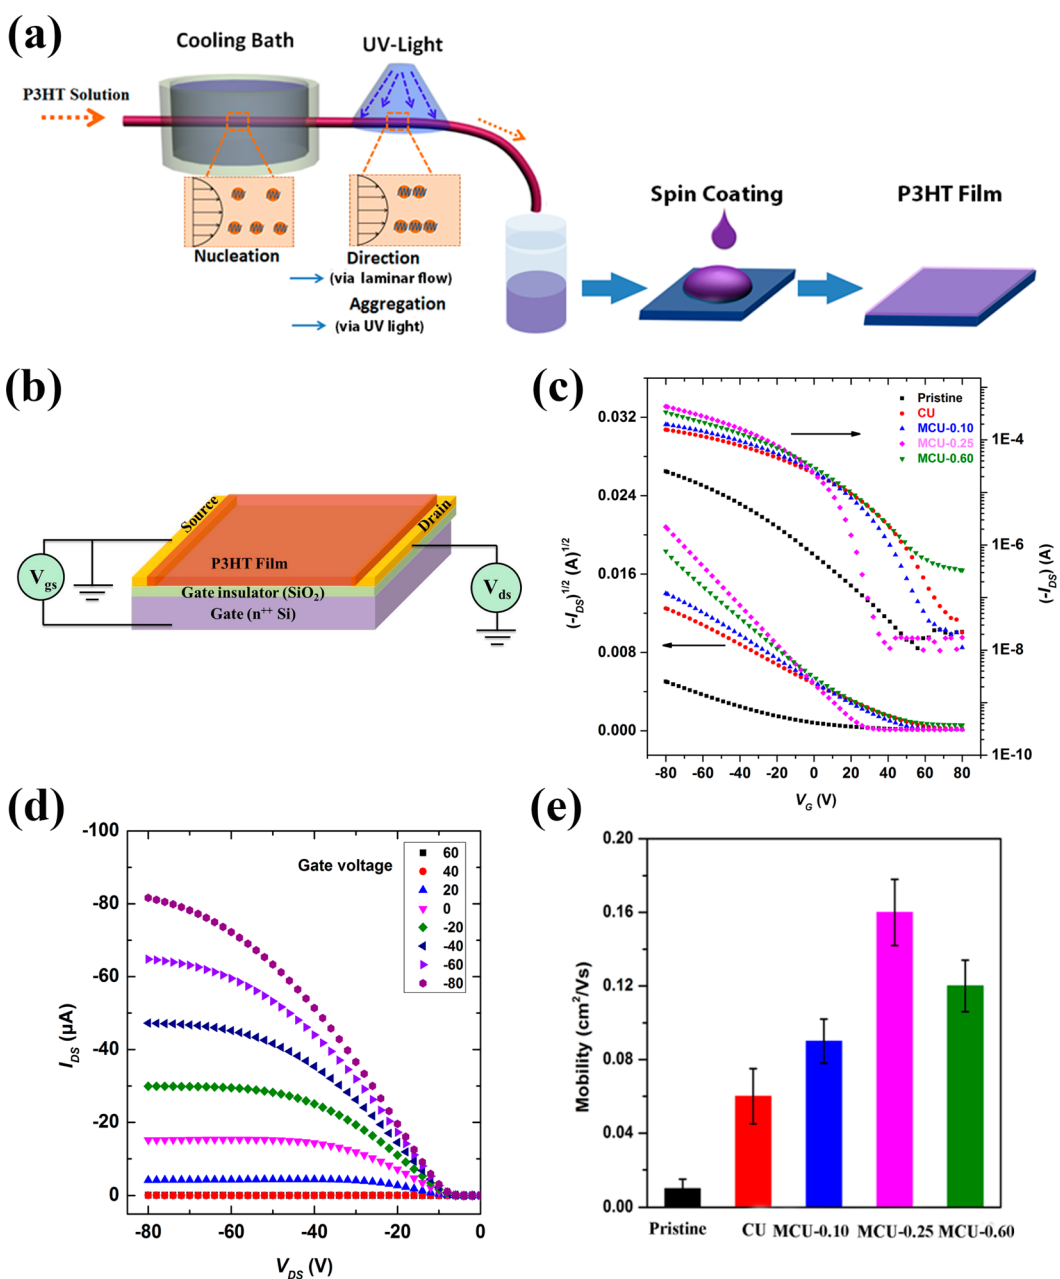 (a)
Cooling Bath
UV-Light
P3HT Solution
Nucleation
Direction
(via laminar flow)
Aggregation
(via UV light)
Spin Coating
P3HT Film
(b)
Source
Drain
P3HT Film
Gate insulator (SiO2)
Gate (n++ Si)
Vgs
Vds
(c)
Pristine
CU
MCU-0.10
MCU-0.25
MCU-0.60
0.032
0.024
0.016
0.008
0.000
(-IDS)1/2 (A)1/2
1E-4
1E-6
1E-8
1E-10
(-IDS) (A)
-80 -60 -40 -20 0 20 40 60 80
VG (V)
(d)
Gate voltage
60
40
20
0
-20
-40
-60
-80
-100
-80
-60
-40
-20
0
IDS (µA)
-80 -60 -40 -20 0
VDS (V)
(e)
0.20
0.16
0.12
0.08
0.04
0.00
Mobility (cm2/Vs)
Pristine CU MCU-0.10 MCU-0.25 MCU-0.60